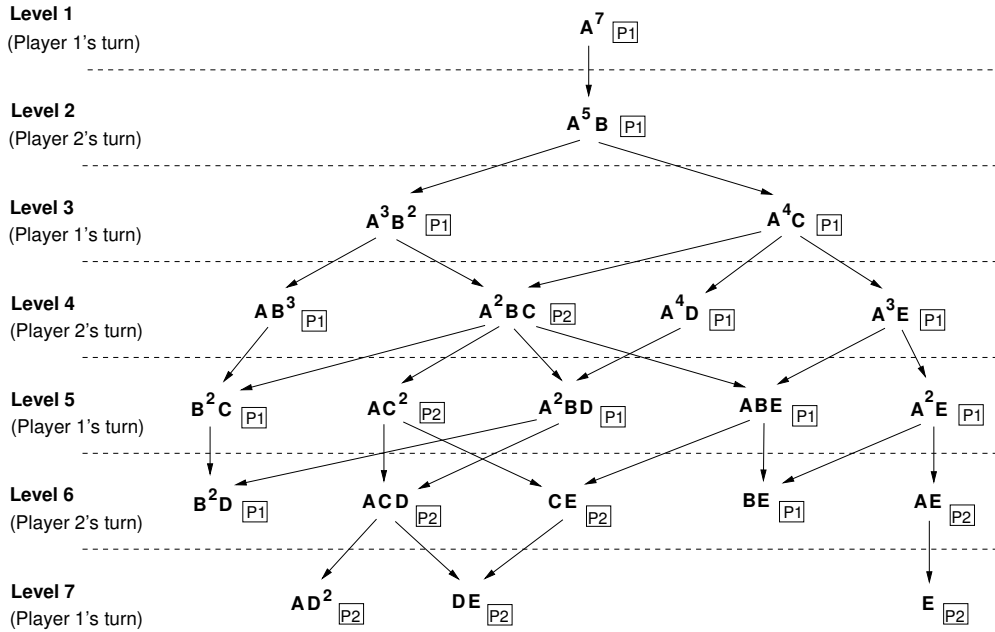 Level 1
(Player 1's turn)
A⁷ P1
Level 2
(Player 2's turn)
A⁵B P1
Level 3
(Player 1's turn)
A³B² P1
A⁴C P1
Level 4
(Player 2's turn)
AB³ P1
A²BC P2
A⁴D P1
A³E P1
Level 5
(Player 1's turn)
B²C P1
AC² P2
A²BD P1
ABE P1
A²E P1
Level 6
(Player 2's turn)
B²D P1
ACD P2
CE P2
BE P1
AE P2
Level 7
(Player 1's turn)
AD² P2
DE P2
E P2